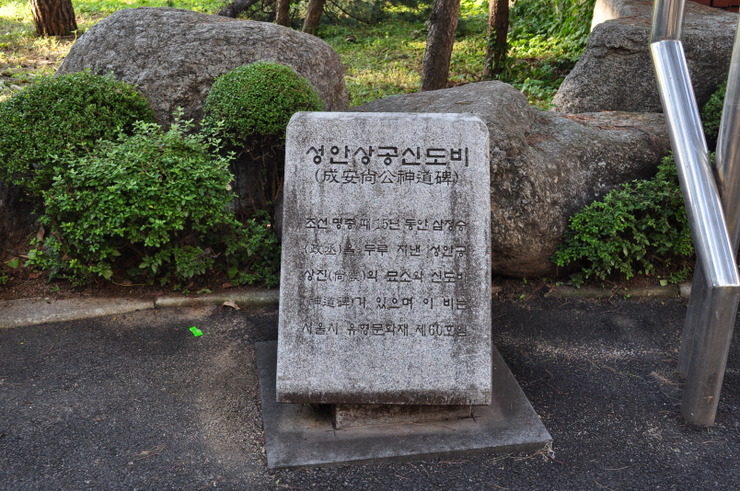 성안상공신도비
(成安尙公神道碑)
조선 명종 때 15년 동안 삼정승
(政丞)을 두루 지낸 성안공
상진(尙震)의 묘소와 신도비
(神道碑)가 있으며 이 비는
서울시 유형문화재 제60호임